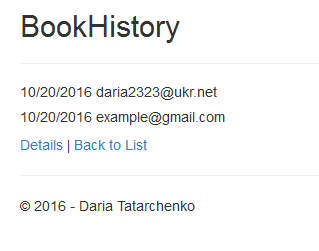 BookHistory
10/20/2016 daria2323@ukr.net
10/20/2016 example@gmail.com
Details | Back to List
© 2016 - Daria Tatarchenko